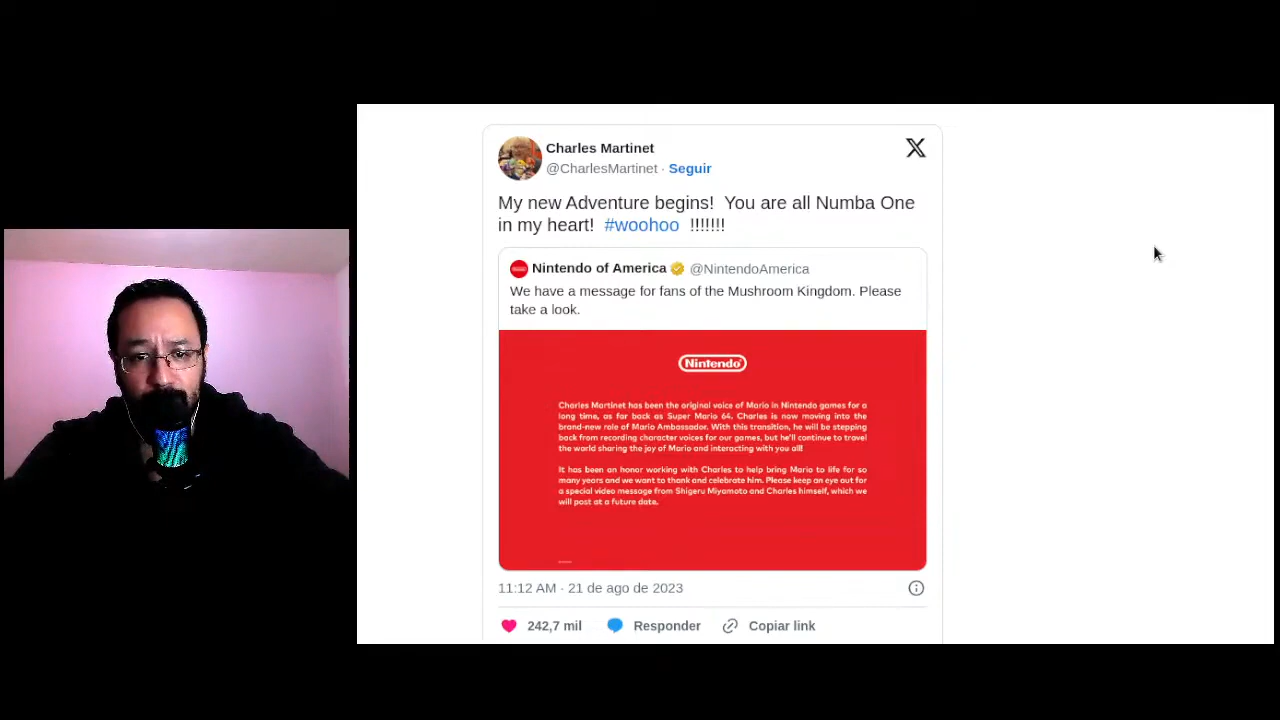 Charles Martinet
@CharlesMartinet · Seguir
My new Adventure begins!  You are all Numba One
in my heart!  #woohoo  !!!!!!!
Nintendo of America @NintendoAmerica
We have a message for fans of the Mushroom Kingdom. Please
take a look.
Nintendo
Charles Martinet has been the original voice of Mario in Nintendo games for a
long time, as far back as Super Mario 64. Charles is now moving into the
brand-new role of Mario Ambassador. With this transition, he will be stepping
back from recording character voices for our games, but he'll continue to travel
the world sharing the joy of Mario and interacting with you all!
It has been an honor working with Charles to help bring Mario to life for so
many years and we want to thank and celebrate him. Please keep an eye out for
a special video message from Shigeru Miyamoto and Charles himself, which we
will post at a future date.
11:12 AM · 21 de ago de 2023
242,7 mil
Responder
Copiar link